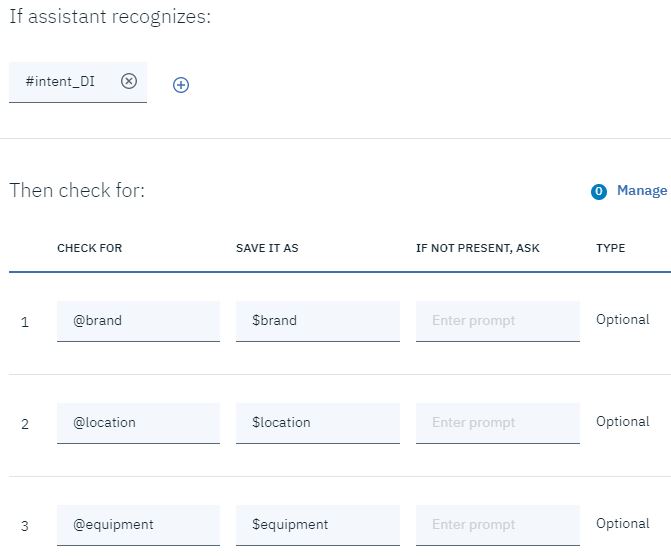 If assistant recognizes:
#intent_DI
Then check for:
0 Manage
CHECK FOR SAVE IT AS IF NOT PRESENT, ASK TYPE
1 @brand $brand Enter prompt Optional
2 @location $location Enter prompt Optional
3 @equipment $equipment Enter prompt Optional